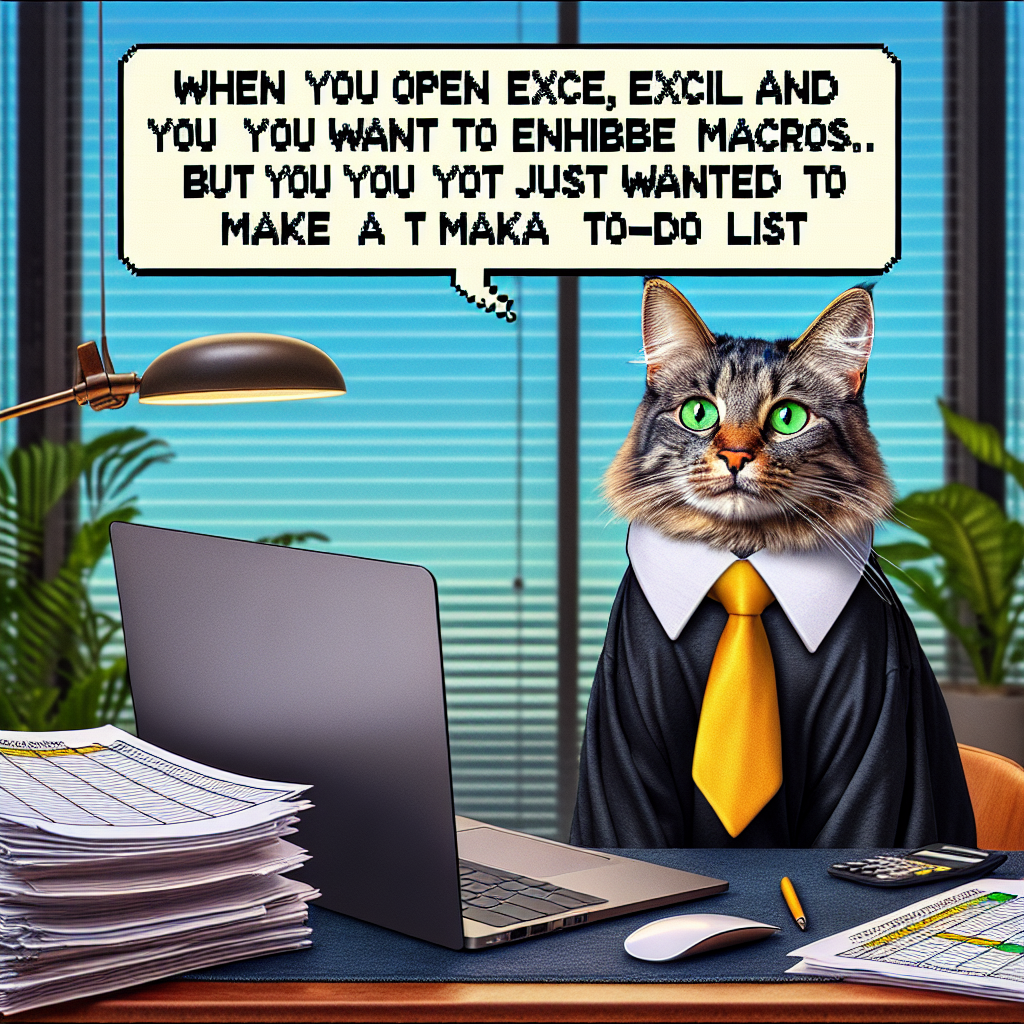 WHEN YOU OPEN EXCE, EXCIL AND
YOU YOU WANT TO ENHIBBE MACROS..
BUT YOU YOU YOT JUST WANTED TO
MAKE A T MAKA TO-DO LIST